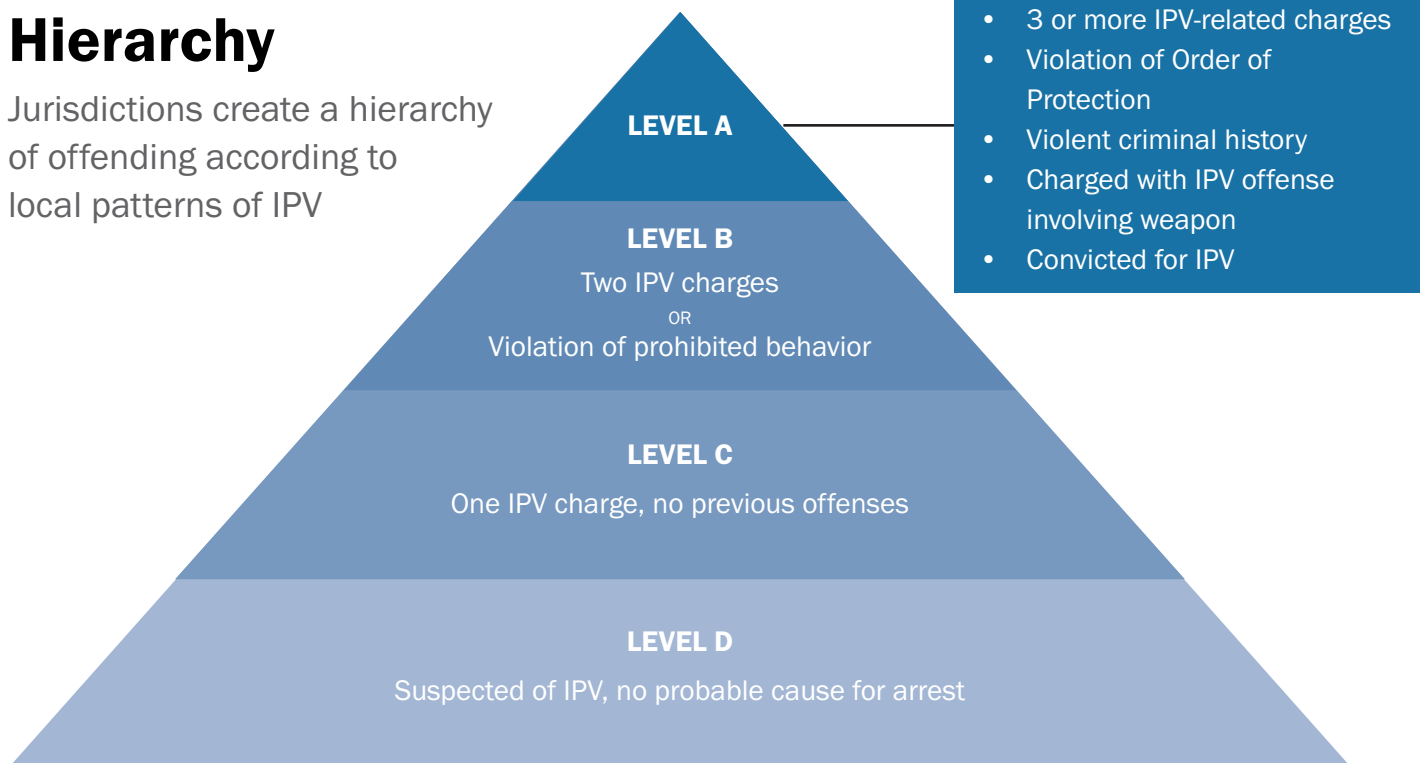 Hierarchy
Jurisdictions create a hierarchy
of offending according to
local patterns of IPV
LEVEL A
• 3 or more IPV-related charges
• Violation of Order of
Protection
• Violent criminal history
• Charged with IPV offense
involving weapon
• Convicted for IPV
LEVEL B
Two IPV charges
OR
Violation of prohibited behavior
LEVEL C
One IPV charge, no previous offenses
LEVEL D
Suspected of IPV, no probable cause for arrest